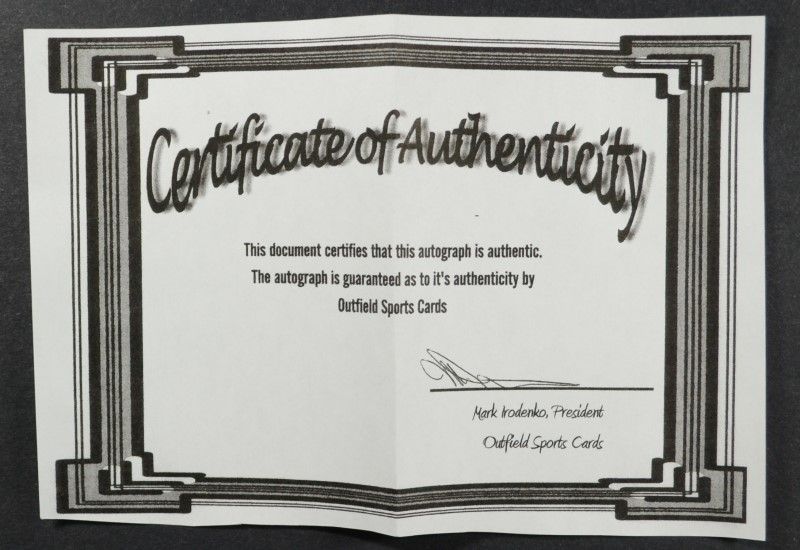 Certificate of Authenticity
This document certifies that this autograph is authentic.
The autograph is guaranteed as to it's authenticity by
Outfield Sports Cards
Mark Irodenko, President
Outfield Sports Cards